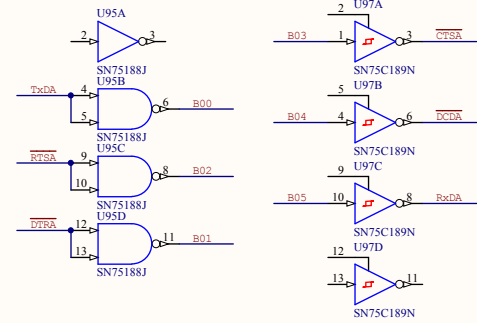 U95A
2
3
SN75188J
U95B
TxDA
4
5
6
B00
SN75188J
U95C
RTSA
9
10
8
B02
SN75188J
U95D
DTRA
12
13
11
B01
SN75188J
U97A
2
B03
1
3
CTSA
SN75C189N
U97B
5
B04
4
6
DCDA
SN75C189N
U97C
9
B05
10
8
RxDA
SN75C189N
U97D
12
13
11
SN75C189N